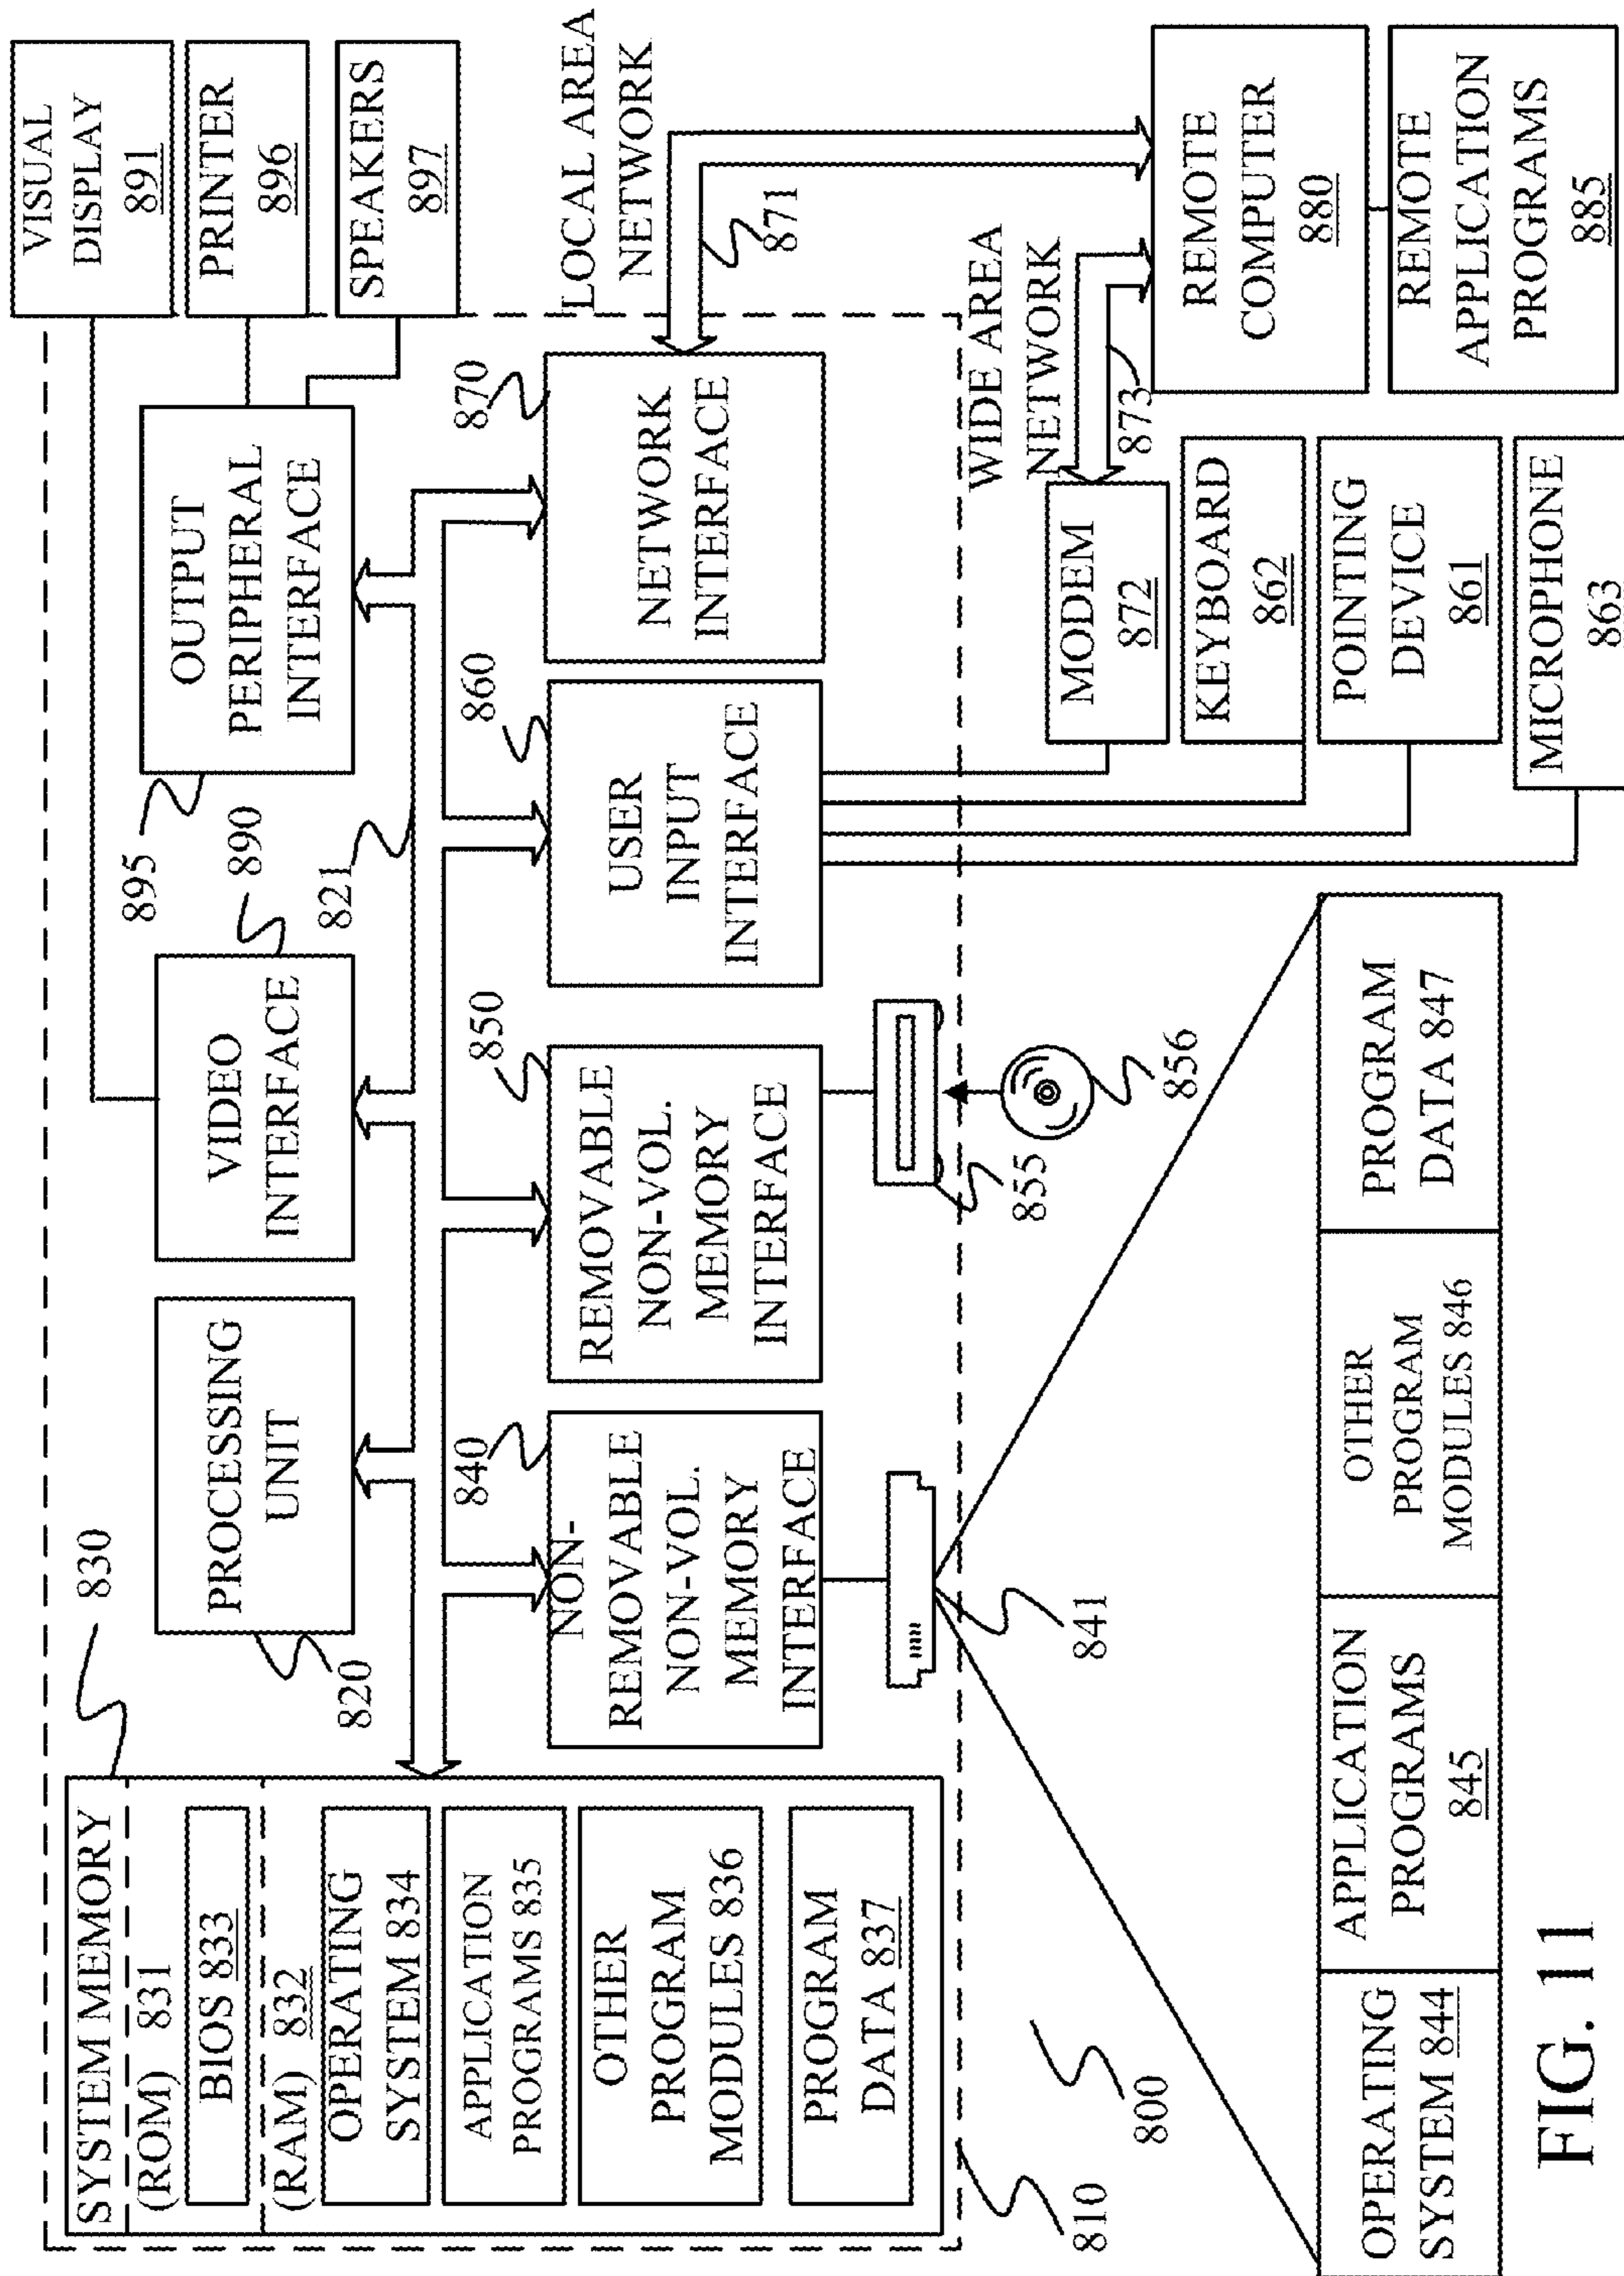 SYSTEM MEMORY
(ROM) 831
BIOS 833
(RAM) 832
OPERATING
SYSTEM 834
APPLICATION
PROGRAMS 835
OTHER
PROGRAM
MODULES 836
PROGRAM
DATA 837
830
PROCESSING
UNIT
820
VIDEO
INTERFACE
890
OUTPUT
PERIPHERAL
INTERFACE
895
821
VISUAL
DISPLAY
891
PRINTER
896
SPEAKERS
897
NON-
REMOVABLE
NON-VOL.
MEMORY
INTERFACE
840
REMOVABLE
NON-VOL.
MEMORY
INTERFACE
850
USER
INPUT
INTERFACE
860
NETWORK
INTERFACE
870
LOCAL AREA
NETWORK
871
841
855
856
WIDE AREA
NETWORK
873
MODEM
872
KEYBOARD
862
POINTING
DEVICE
861
MICROPHONE
863
REMOTE
COMPUTER
880
REMOTE
APPLICATION
PROGRAMS
885
810
800
OPERATING
SYSTEM 844
APPLICATION
PROGRAMS
845
OTHER
PROGRAM
MODULES 846
PROGRAM
DATA 847
FIG. 11